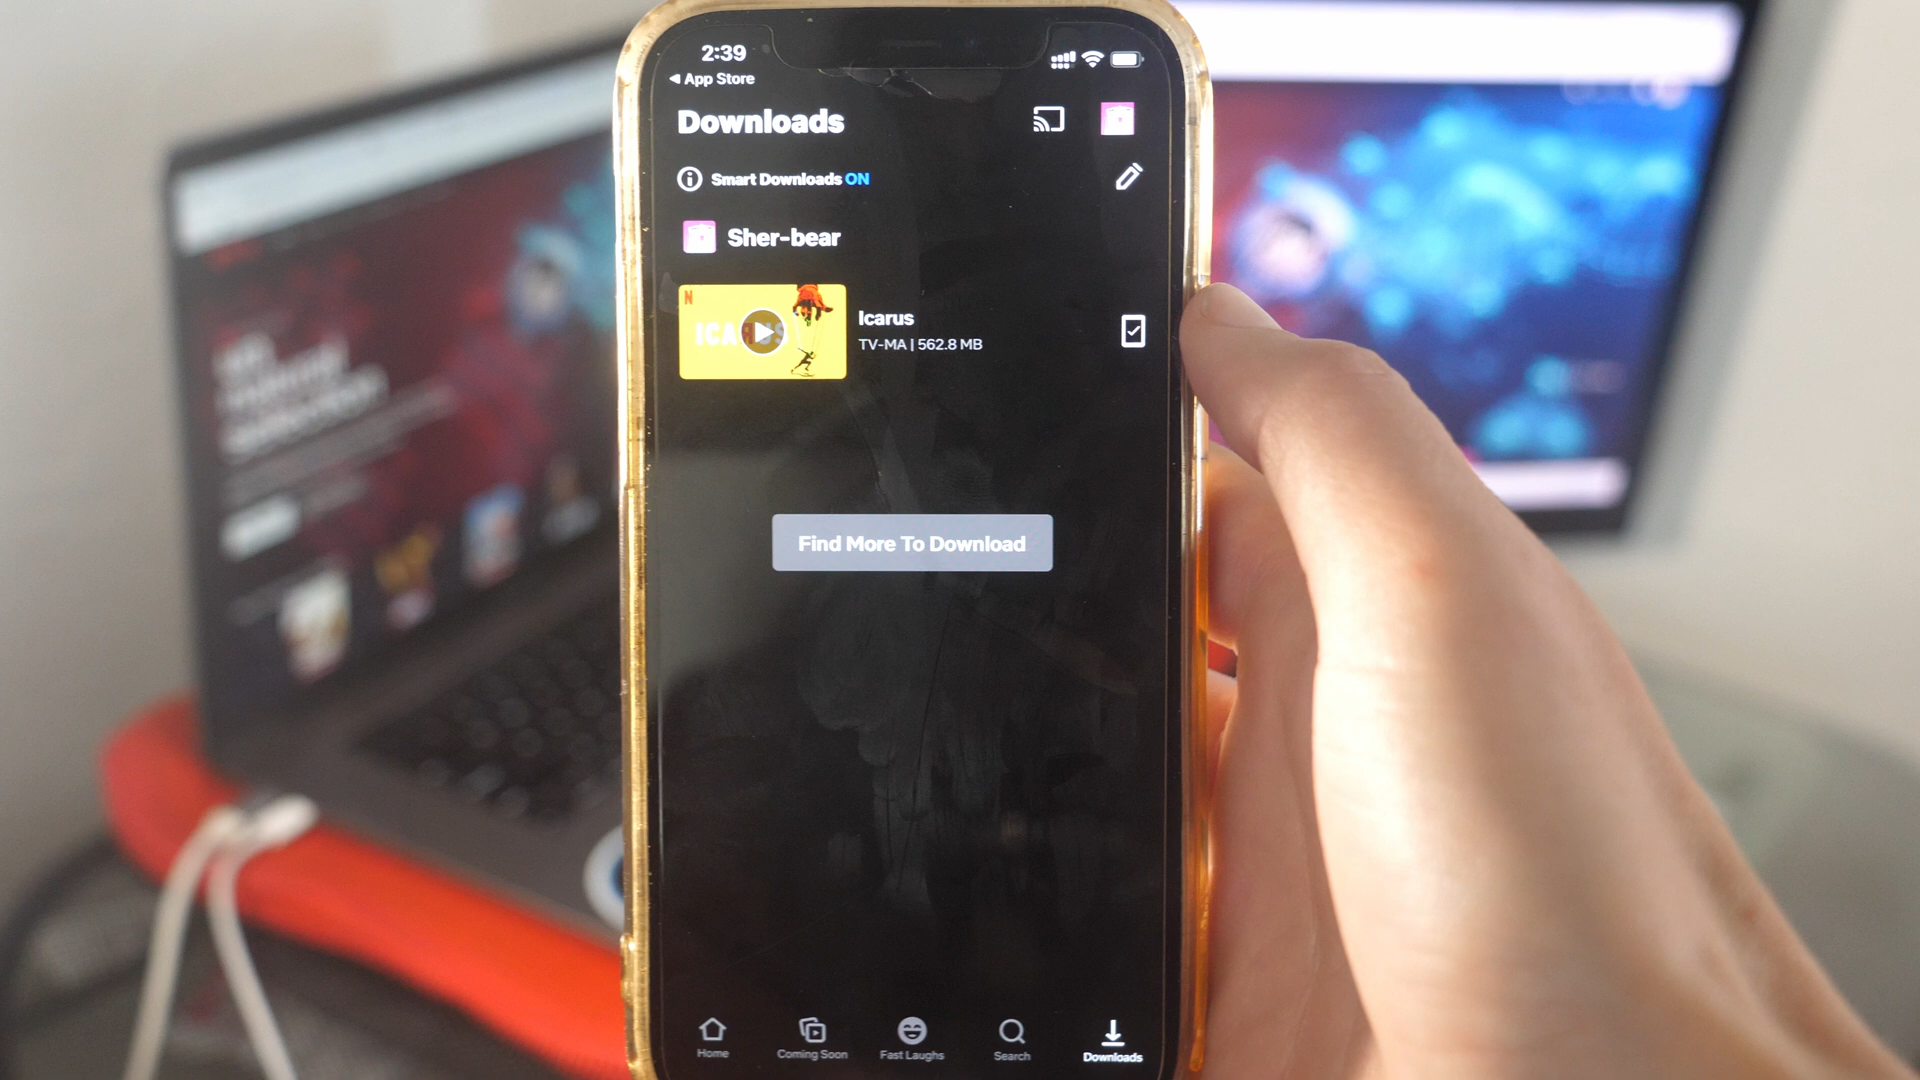 2:39
◀ App Store
Downloads
Smart Downloads ON
Sher-bear
N
ICARUS
Icarus
TV-MA | 562.8 MB
Find More To Download
Home
Coming Soon
Fast Laughs
Search
Downloads